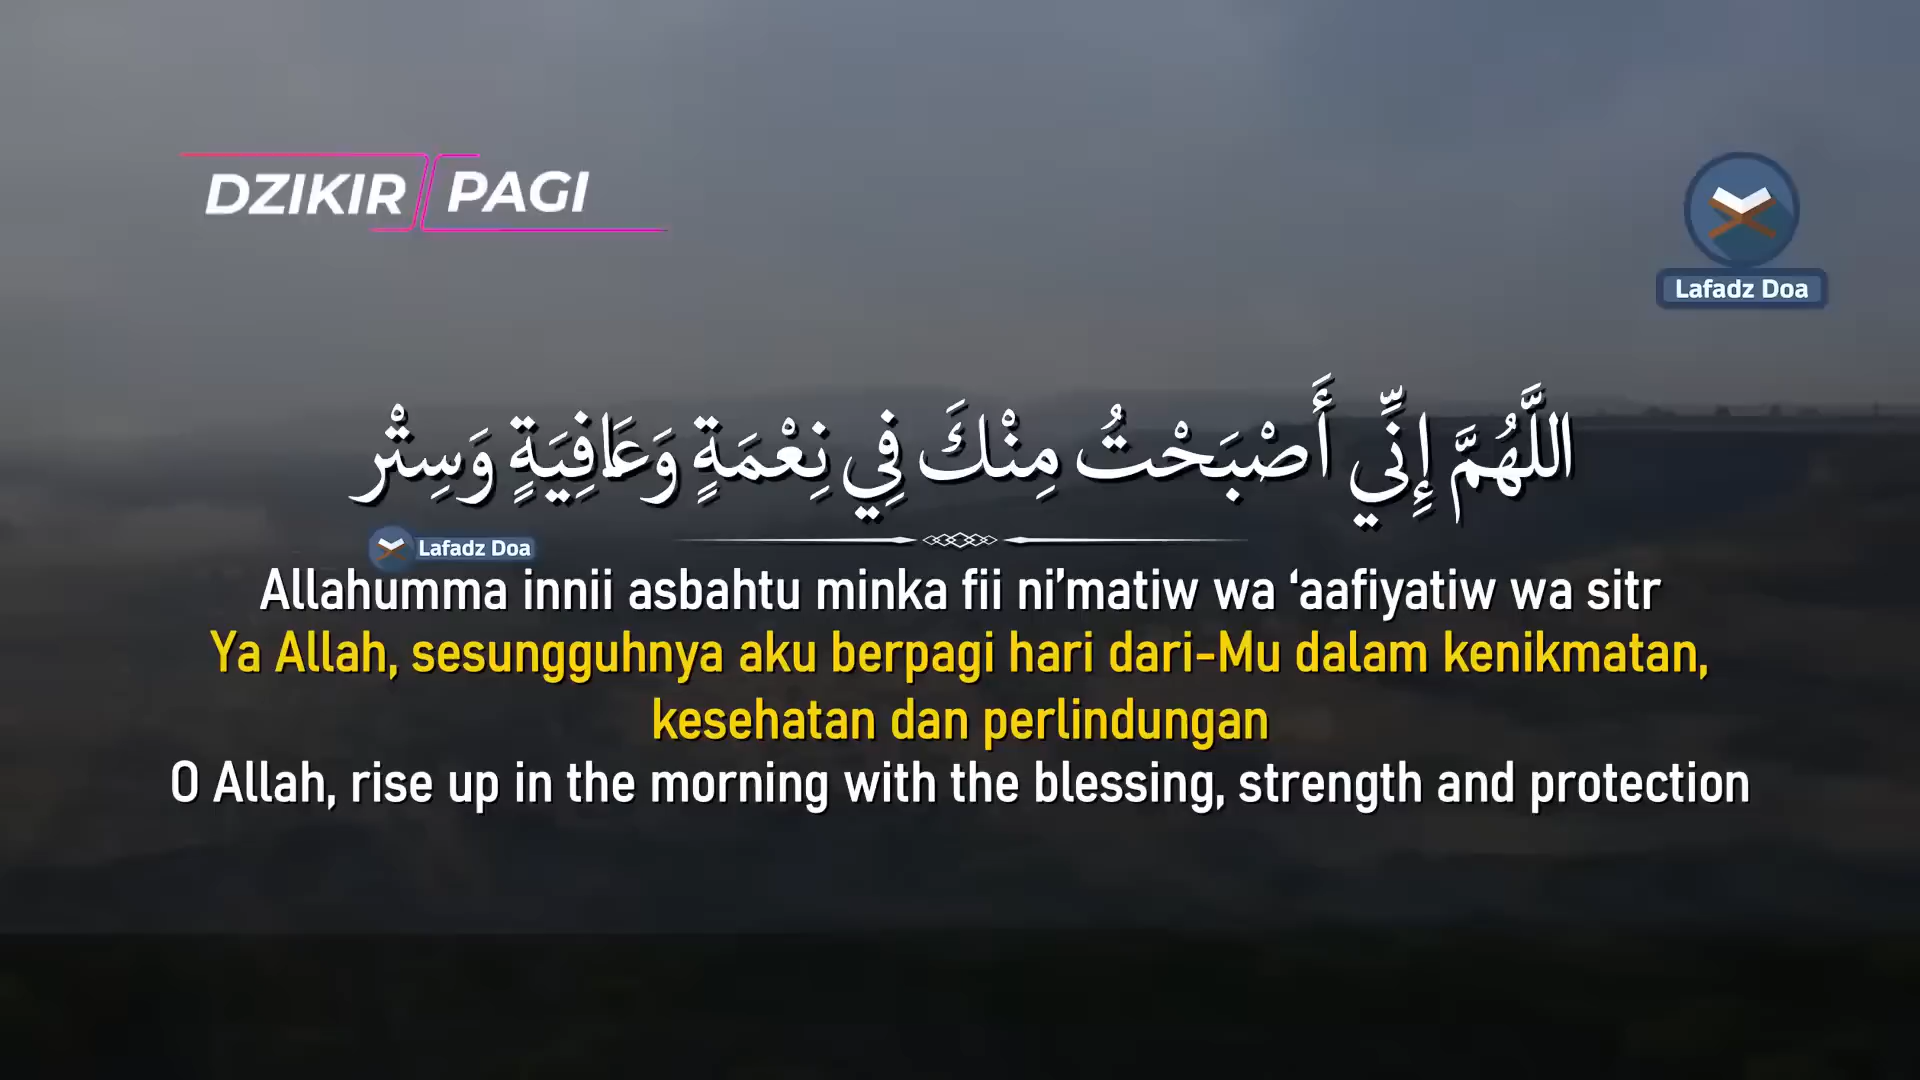 DZIKIR PAGI
Lafadz Doa
اللَّهُمَّ إِنِّي أَصْبَحْتُ مِنْكَ فِي نِعْمَةٍ وَعَافِيَةٍ وَسِتْر
Lafadz Doa
Allahumma innii asbahtu minka fii ni’matiw wa ‘aafiyatiw wa sitr
Ya Allah, sesungguhnya aku berpagi hari dari-Mu dalam kenikmatan,
kesehatan dan perlindungan
O Allah, rise up in the morning with the blessing, strength and protection